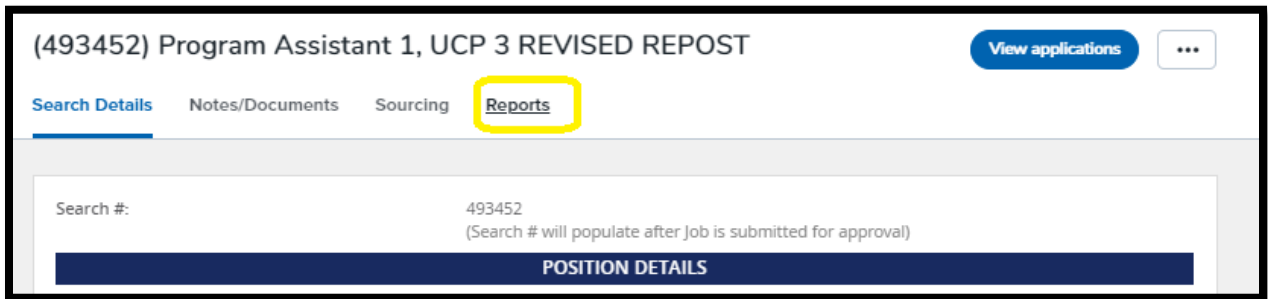 (493452) Program Assistant 1, UCP 3 REVISED REPOST
View applications
...
Search Details Notes/Documents Sourcing Reports
Search #: 493452
(Search # will populate after Job is submitted for approval)
POSITION DETAILS